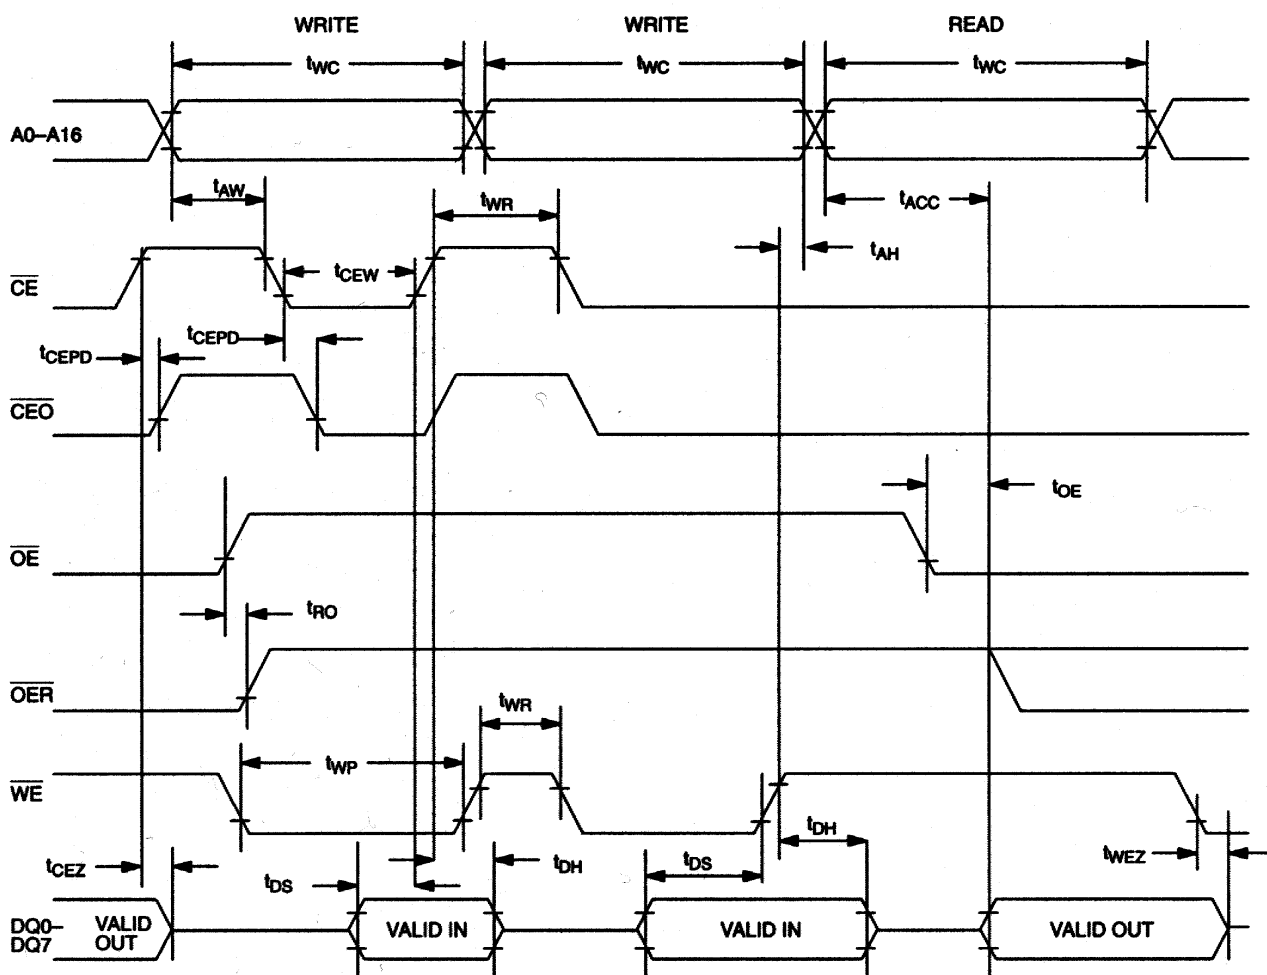 WRITE WRITE READ
tWC tWC tWC
A0–A16
tAW tWR tACC
tAH
CE tCEW
tCEPD
tCEPD
CEO
tOE
OE
tRO
OER
tWR
tWP
WE
tDH
tCEZ tDS tDH tDS tWEZ
DQ0– VALID VALID IN VALID IN VALID OUT
DQ7 OUT